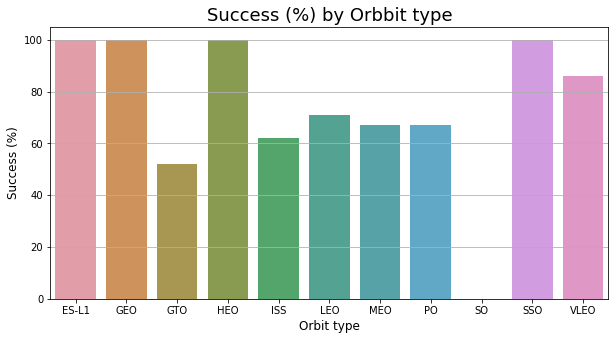 Success (%) by Orbbit type
100
80
60
40
20
0
Success (%)
ES-L1 GEO GTO HEO ISS LEO MEO PO SO SSO VLEO
Orbit type